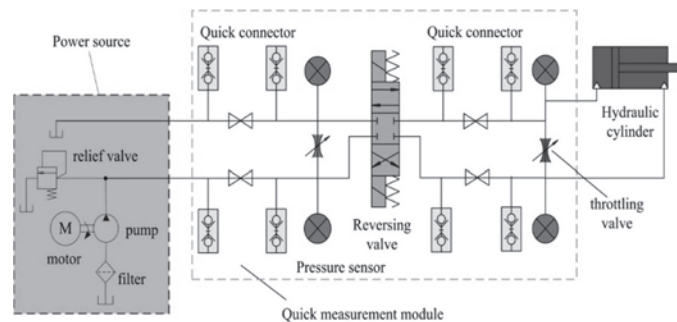 Power source
Quick connector
Quick connector
relief valve
Hydraulic
cylinder
M
pump
motor
filter
Reversing
valve
throttling
valve
Pressure sensor
Quick measurement module